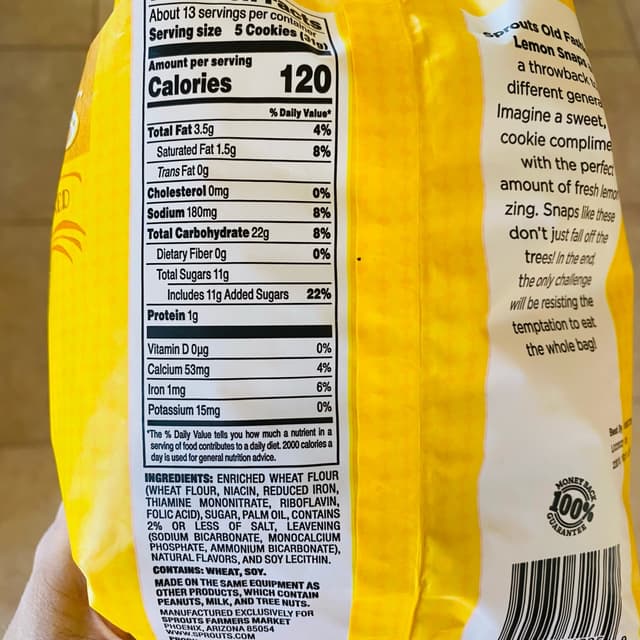 About 13 servings per container
Serving size 5 Cookies (31g)
Amount per serving
Calories 120
% Daily Value*
Total Fat 3.5g 4%
Saturated Fat 1.5g 8%
Trans Fat 0g
Cholesterol 0mg 0%
Sodium 180mg 8%
Total Carbohydrate 22g 8%
Dietary Fiber 0g 0%
Total Sugars 11g
Includes 11g Added Sugars 22%
Protein 1g
Vitamin D 0µg 0%
Calcium 53mg 4%
Iron 1mg 6%
Potassium 15mg 0%
*The % Daily Value tells you how much a nutrient in a
serving of food contributes to a daily diet. 2000 calories a
day is used for general nutrition advice.
INGREDIENTS: ENRICHED WHEAT FLOUR
(WHEAT FLOUR, NIACIN, REDUCED IRON,
THIAMINE MONONITRATE, RIBOFLAVIN,
FOLIC ACID), SUGAR, PALM OIL, CONTAINS
2% OR LESS OF SALT, LEAVENING
(SODIUM BICARBONATE, MONOCALCIUM
PHOSPHATE, AMMONIUM BICARBONATE),
NATURAL FLAVORS, AND SOY LECITHIN.
CONTAINS: WHEAT, SOY.
MADE ON THE SAME EQUIPMENT AS
OTHER PRODUCTS, WHICH CONTAIN
PEANUTS, MILK, AND TREE NUTS.
MANUFACTURED EXCLUSIVELY FOR
SPROUTS FARMERS MARKET
PHOENIX, ARIZONA 85054
WWW.SPROUTS.COM
Sprouts Old
Lemon Snaps
a throwback
different
Imagine a sweet,
cookie
with the perfect
amount of fresh lemon
zing. Snaps like these
don't just fall off the
trees! In the end,
the only challenge
will be resisting the
temptation to eat
the whole bag!
MONEY BACK
100%
GUARANTEE